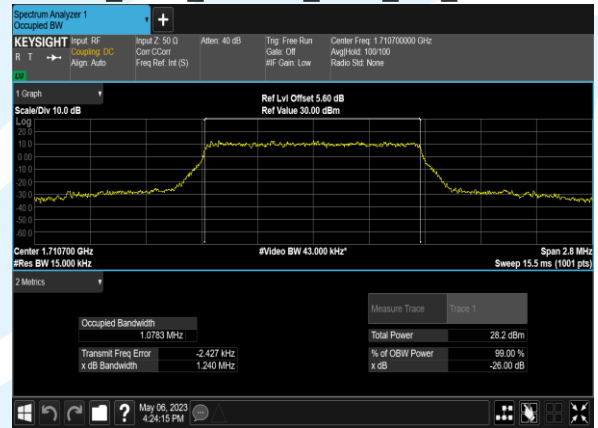 Spectrum Analyzer 1
Occupied BW
KEYSIGHT Input: RF Input Z: 50 Ω Atten: 40 dB Trig: Free Run Center Freq: 1.710700000 GHz
R T Coupling: DC Corr CCorr Gate: Off Avg|Hold: 100/100
Align: Auto Freq Ref: Int (S) #IF Gain: Low Radio Std: None
1 Graph
Ref Lvl Offset 5.60 dB
Scale/Div 10.0 dB Ref Value 30.00 dBm
Log
20.0
10.0
0.00
-10.0
-20.0
-30.0
-40.0
-50.0
-60.0
Center 1.710700 GHz #Video BW 43.000 kHz* Span 2.8 MHz
#Res BW 15.000 kHz Sweep 15.5 ms (1001 pts)
2 Metrics
Measure Trace Trace 1
Occupied Bandwidth
1.0783 MHz Total Power 28.2 dBm
Transmit Freq Error -2.427 kHz % of OBW Power 99.00 %
x dB Bandwidth 1.240 MHz x dB -26.00 dB
? May 06, 2023
4:24:15 PM